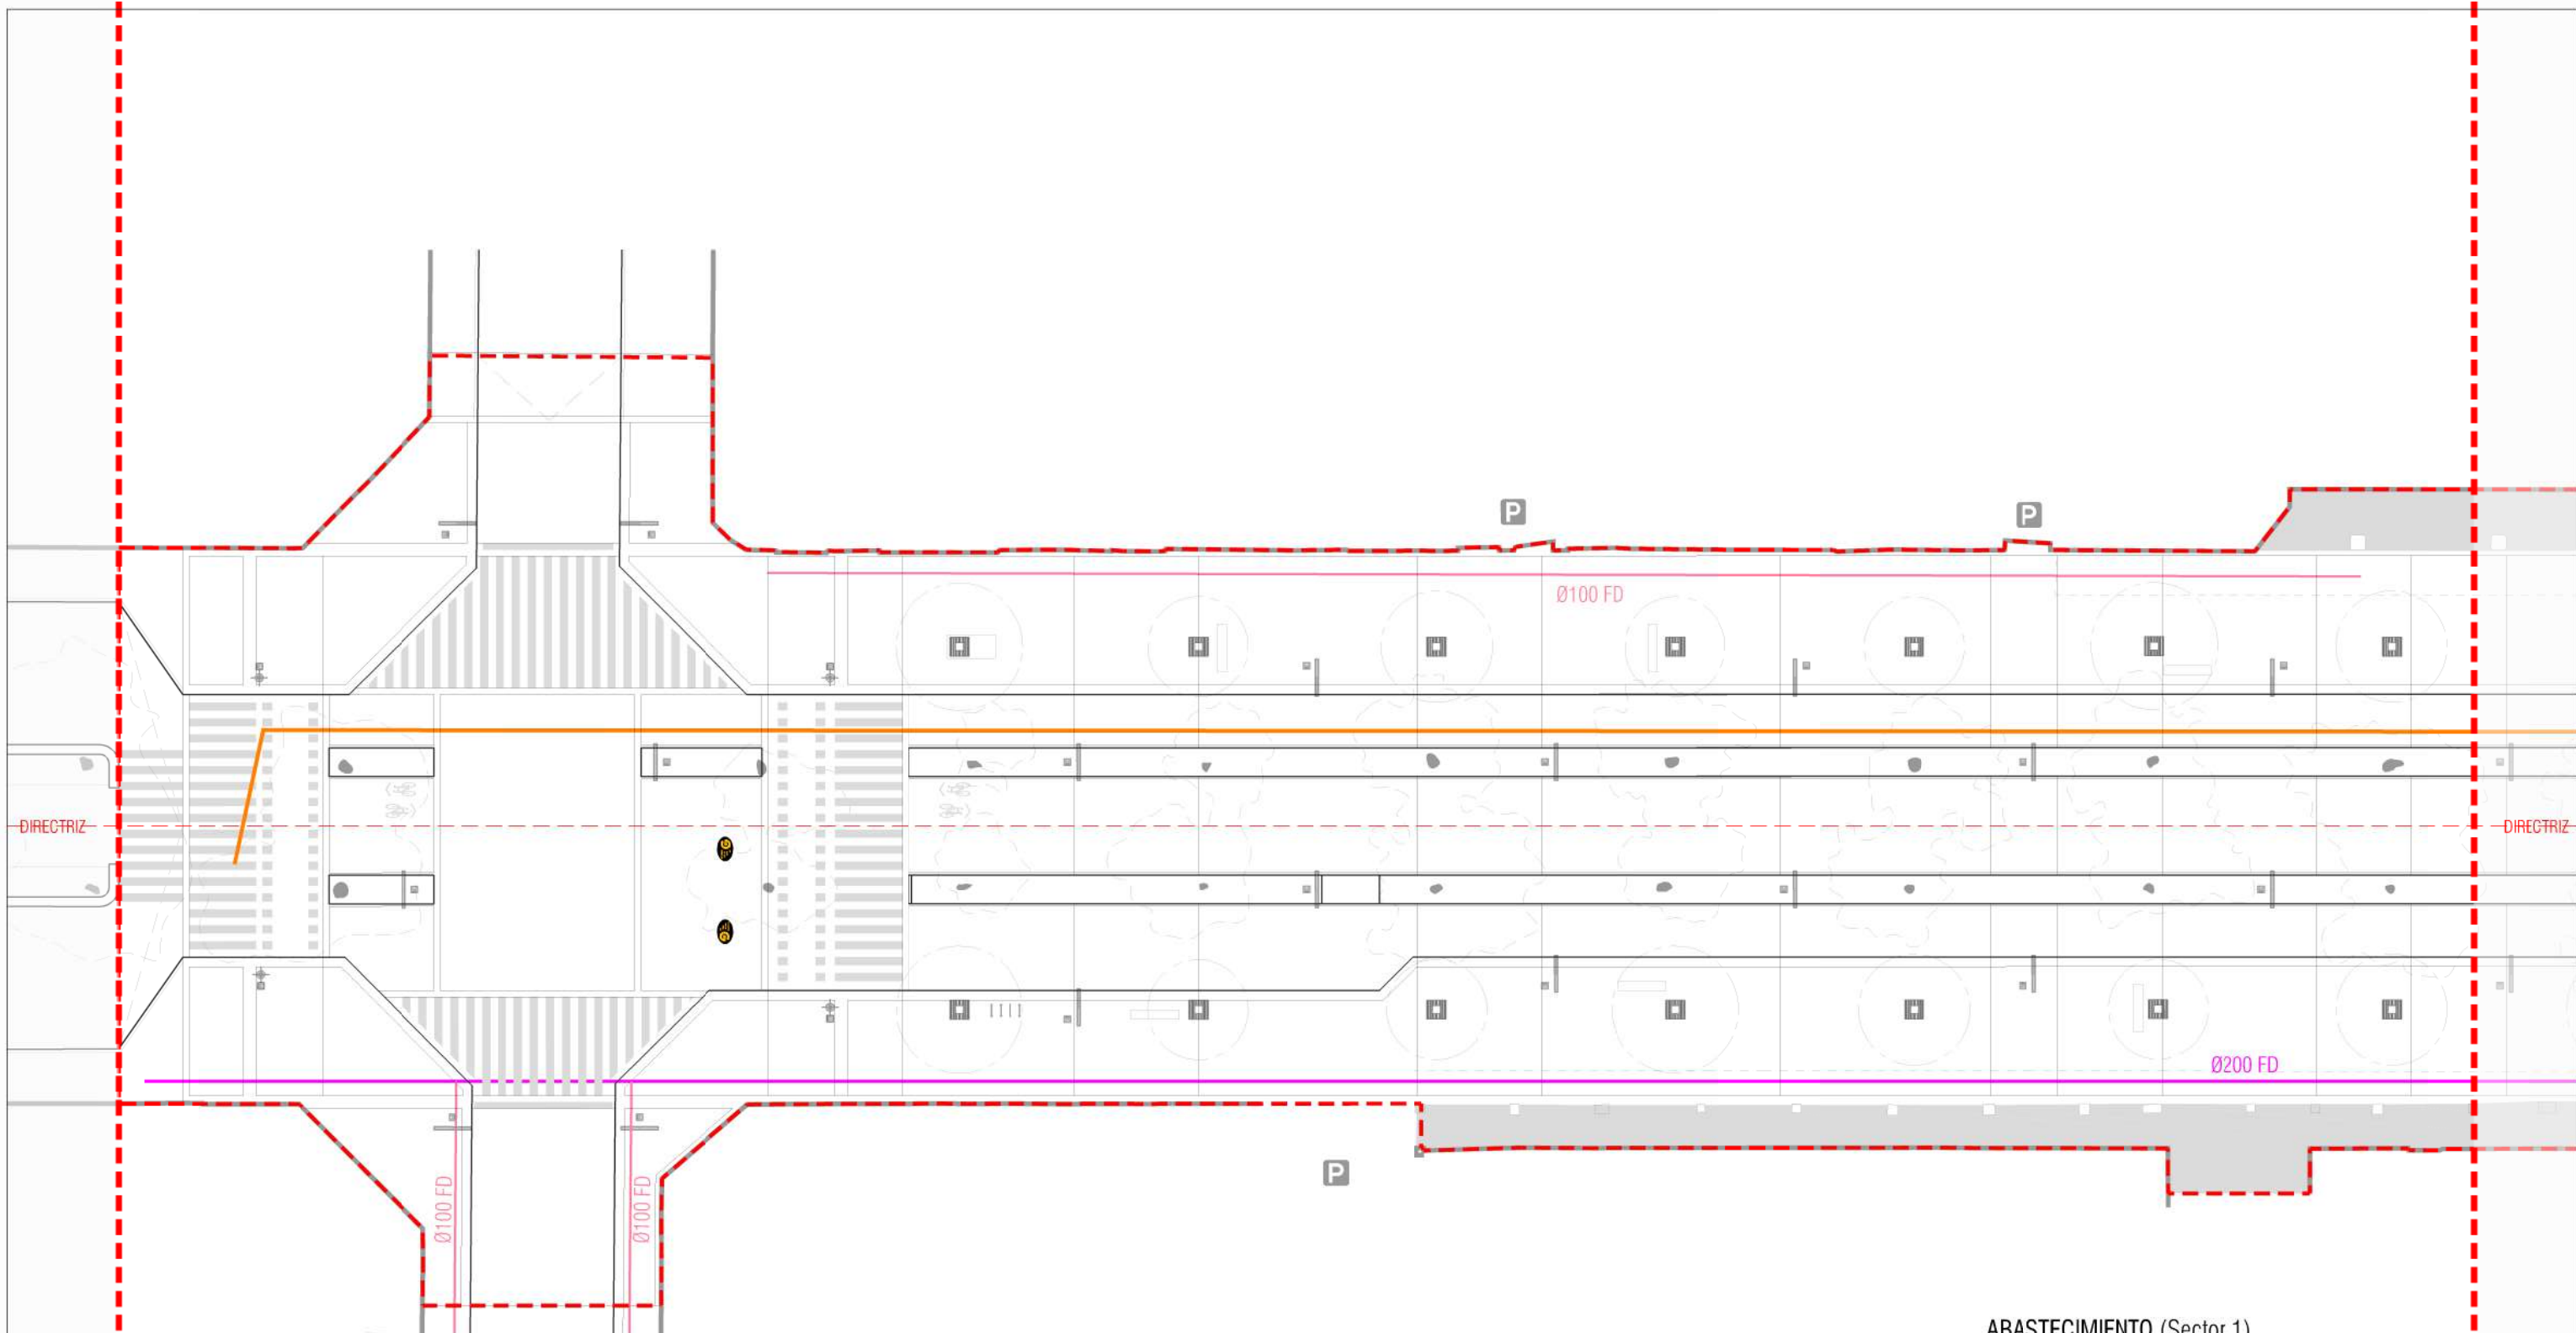 P
P
Ø100 FD
DIRECTRIZ
DIRECTRIZ
Ø200 FD
P
Ø100 FD
Ø100 FD
ABASTECIMIENTO (Sector 1)